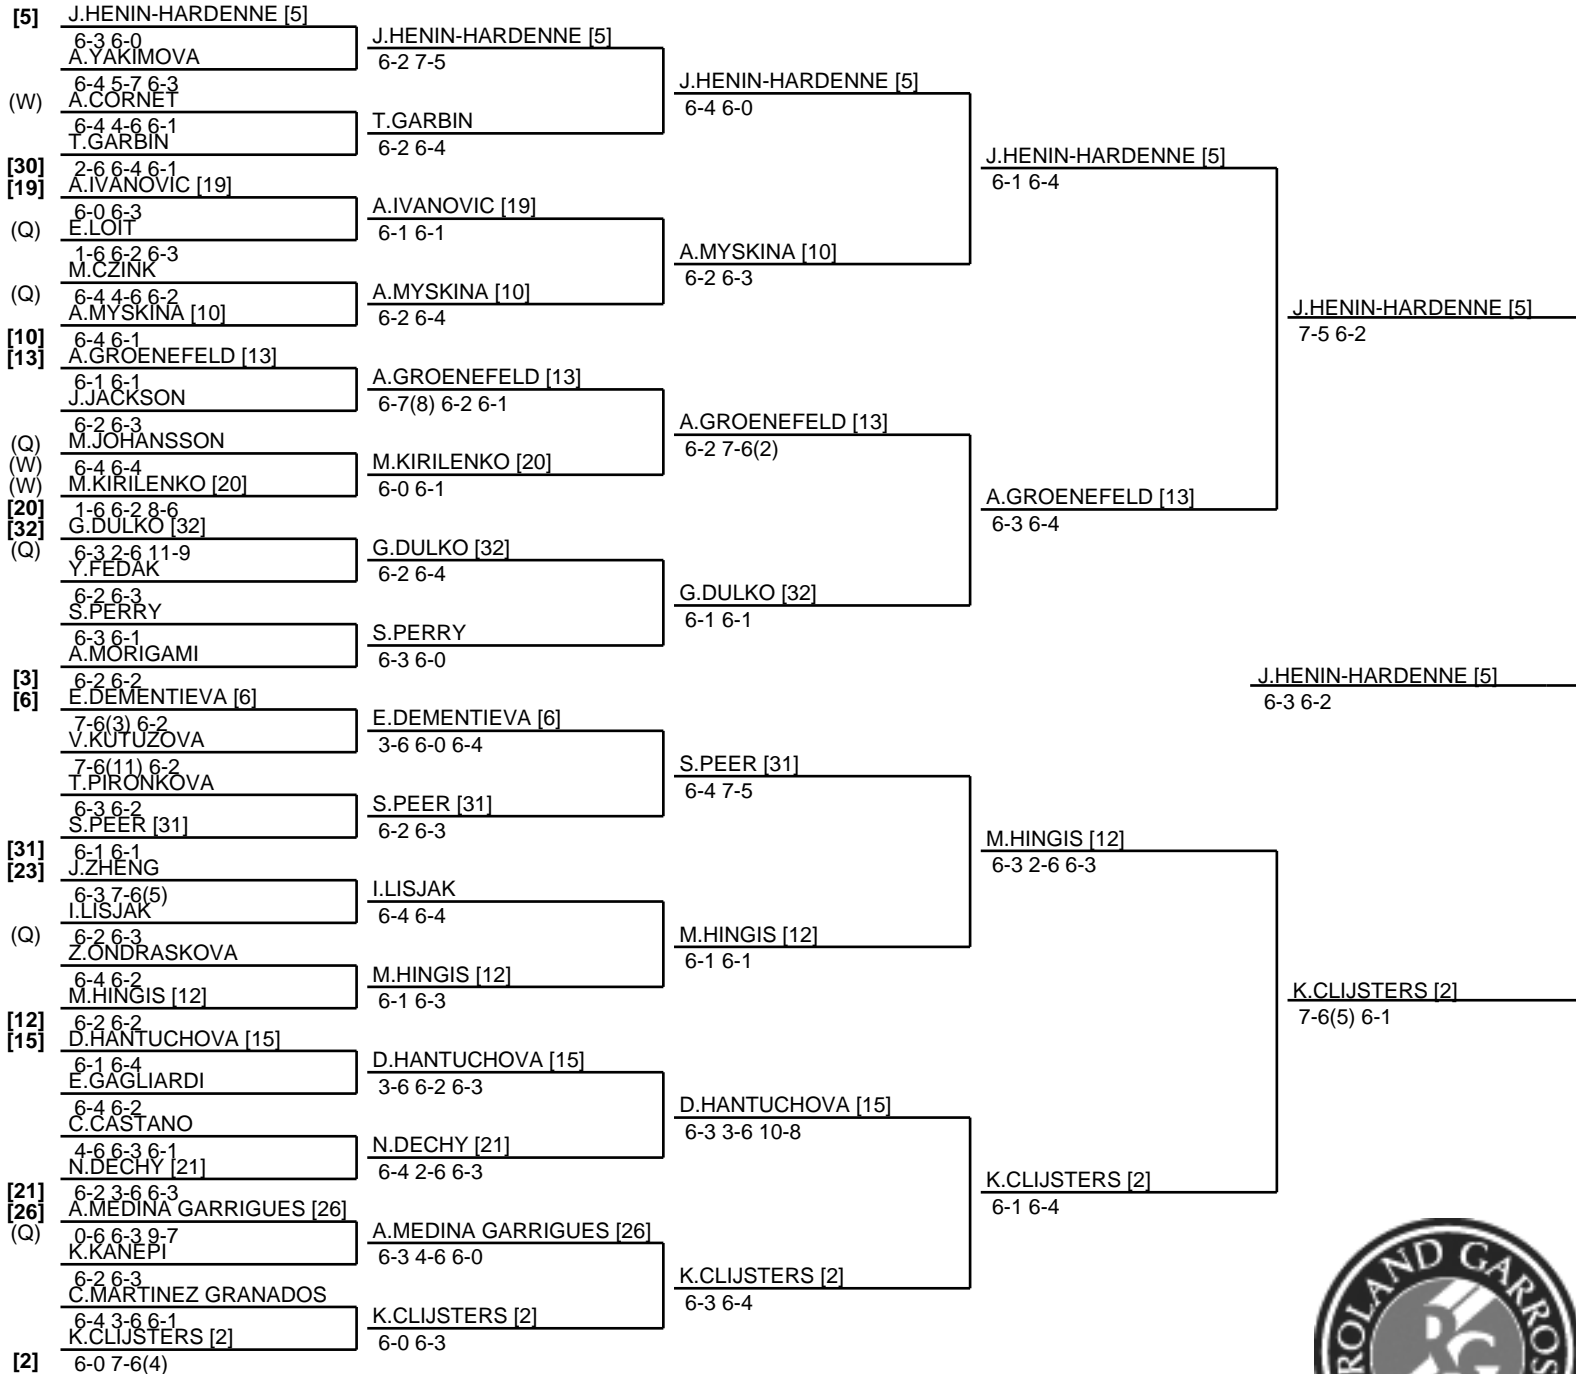 [5] J.HENIN-HARDENNE [5]
6-3 6-0
A.YAKIMOVA
6-4 5-7 6-3
(W) A.CORNET
6-4 4-6 6-1
T.GARBIN
[30] 2-6 6-4 6-1
[19] A.IVANOVIC [19]
6-0 6-3
(Q) E.LOIT
1-6 6-2 6-3
M.CZINK
(Q) 6-4 4-6 6-2
A.MYSKINA [10]
[10] 6-4 6-1
[13] A.GROENEFELD [13]
6-1 6-1
J.JACKSON
6-2 6-3
(Q) M.JOHANSSON
(W) 6-4 6-4
(W) M.KIRILENKO [20]
[20] 1-6 6-2 8-6
[32] G.DULKO [32]
(Q) 6-3 2-6 11-9
Y.FEDAK
6-2 6-3
S.PERRY
6-3 6-1
A.MORIGAMI
[3] 6-2 6-2
[6] E.DEMENTIEVA [6]
7-6(3) 6-2
V.KUTUZOVA
7-6(11) 6-2
T.PIRONKOVA
6-3 6-2
S.PEER [31]
[31] 6-1 6-1
[23] J.ZHENG
6-3 7-6(5)
I.LISJAK
(Q) 6-2 6-3
Z.ONDRASKOVA
6-4 6-2
M.HINGIS [12]
[12] 6-2 6-2
[15] D.HANTUCHOVA [15]
6-1 6-4
E.GAGLIARDI
6-4 6-2
C.CASTANO
4-6 6-3 6-1
N.DECHY [21]
[21] 6-2 3-6 6-3
[26] A.MEDINA GARRIGUES [26]
(Q) 0-6 6-3 9-7
K.KANEPI
6-2 6-3
C.MARTINEZ GRANADOS
6-4 3-6 6-1
K.CLIJSTERS [2]
[2] 6-0 7-6(4)
J.HENIN-HARDENNE [5]
6-2 7-5
T.GARBIN
6-2 6-4
A.IVANOVIC [19]
6-1 6-1
A.MYSKINA [10]
6-2 6-4
A.GROENEFELD [13]
6-7(8) 6-2 6-1
M.KIRILENKO [20]
6-0 6-1
G.DULKO [32]
6-2 6-4
S.PERRY
6-3 6-0
E.DEMENTIEVA [6]
3-6 6-0 6-4
S.PEER [31]
6-2 6-3
I.LISJAK
6-4 6-4
M.HINGIS [12]
6-1 6-3
D.HANTUCHOVA [15]
3-6 6-2 6-3
N.DECHY [21]
6-4 2-6 6-3
A.MEDINA GARRIGUES [26]
6-3 4-6 6-0
K.CLIJSTERS [2]
6-0 6-3
J.HENIN-HARDENNE [5]
6-4 6-0
A.MYSKINA [10]
6-2 6-3
A.GROENEFELD [13]
6-2 7-6(2)
G.DULKO [32]
6-1 6-1
S.PEER [31]
6-4 7-5
M.HINGIS [12]
6-1 6-1
D.HANTUCHOVA [15]
6-3 3-6 10-8
K.CLIJSTERS [2]
6-3 6-4
J.HENIN-HARDENNE [5]
6-1 6-4
A.GROENEFELD [13]
6-3 6-4
M.HINGIS [12]
6-3 2-6 6-3
K.CLIJSTERS [2]
6-1 6-4
J.HENIN-HARDENNE [5]
7-5 6-2
K.CLIJSTERS [2]
7-6(5) 6-1
J.HENIN-HARDENNE [5]
6-3 6-2
ROLAND GARROS
RG